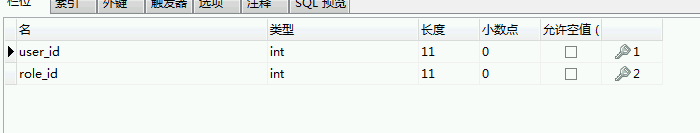 栏位 索引 外键 触发器 选项 注释 SQL 预览
名 类型 长度 小数点 允许空值 (
user_id int 11 0 1
role_id int 11 0 2